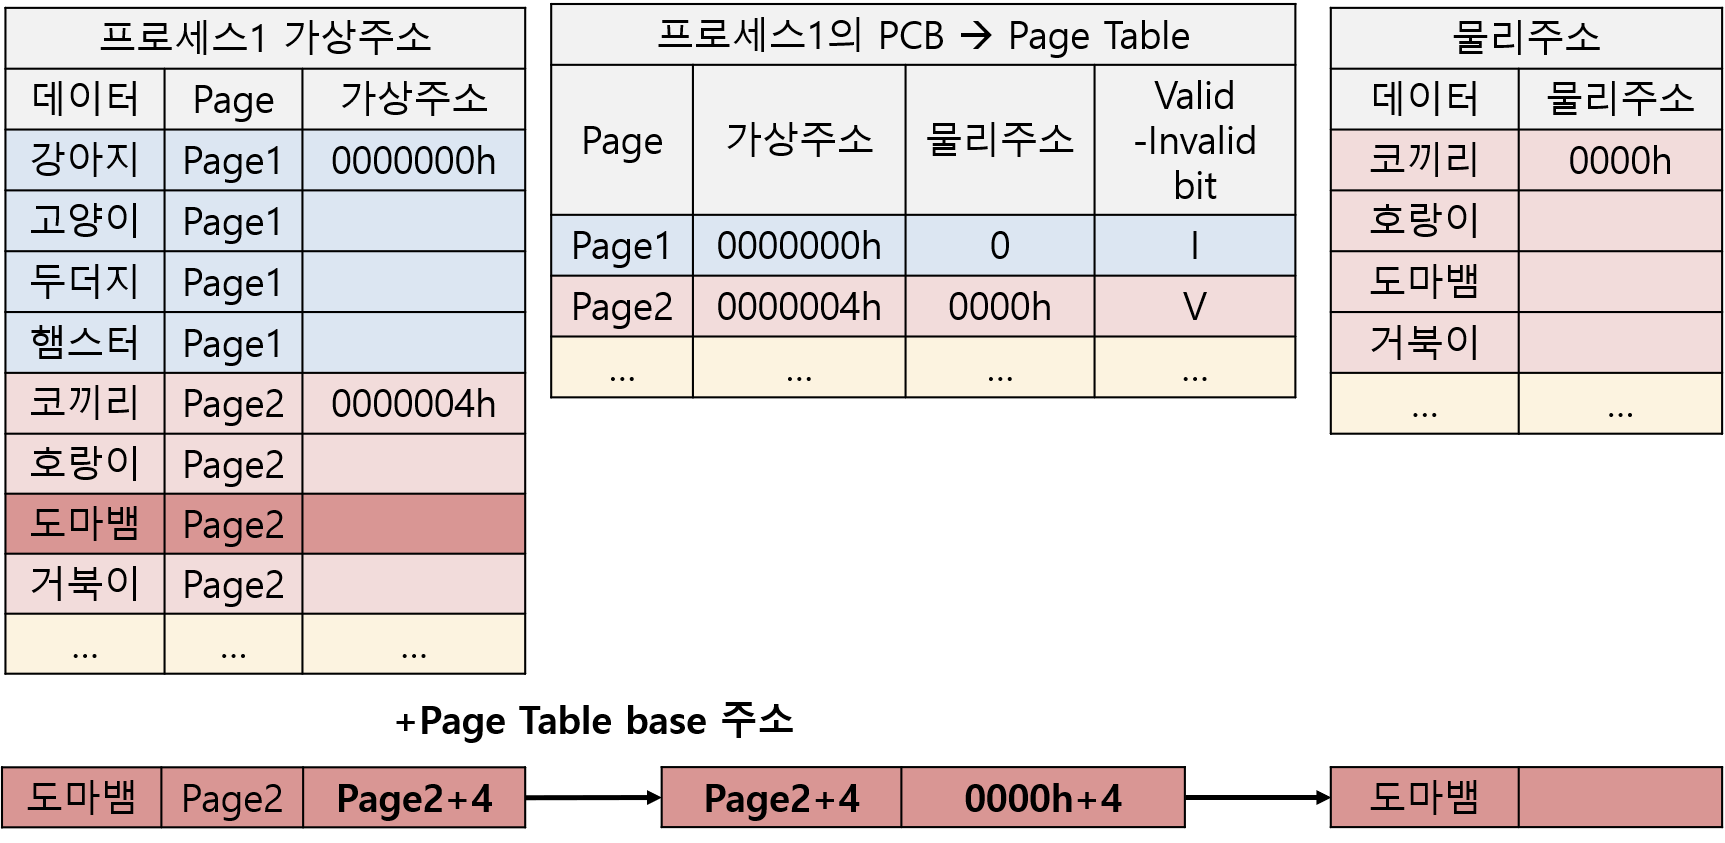 프로세스1 가상주소
데이터 Page 가상주소
강아지 Page1 0000000h
고양이 Page1
두더지 Page1
햄스터 Page1
코끼리 Page2 0000004h
호랑이 Page2
도마뱀 Page2
거북이 Page2
... ... ...
프로세스1의 PCB → Page Table
Page 가상주소 물리주소 Valid
-Invalid
bit
Page1 0000000h 0 I
Page2 0000004h 0000h V
... ... ... ...
물리주소
데이터 물리주소
코끼리 0000h
호랑이
도마뱀
거북이
... ...
+Page Table base 주소
도마뱀 Page2 Page2+4
Page2+4 0000h+4
도마뱀